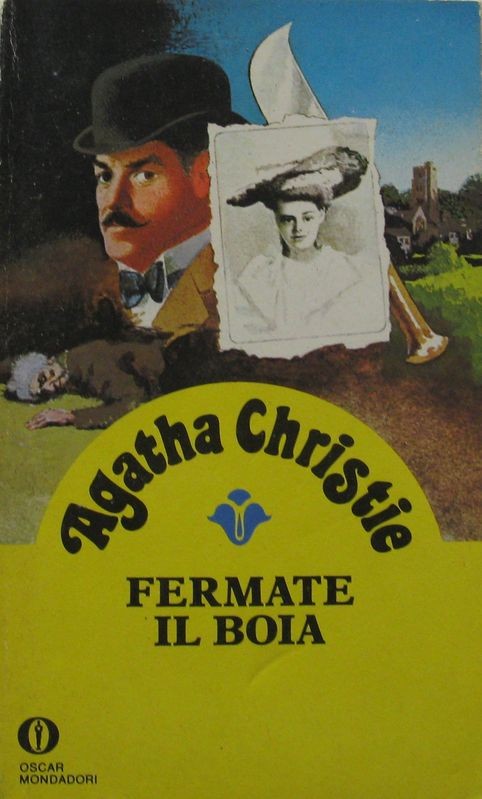 Agatha Christie
FERMATE
IL BOIA
OSCAR
MONDADORI